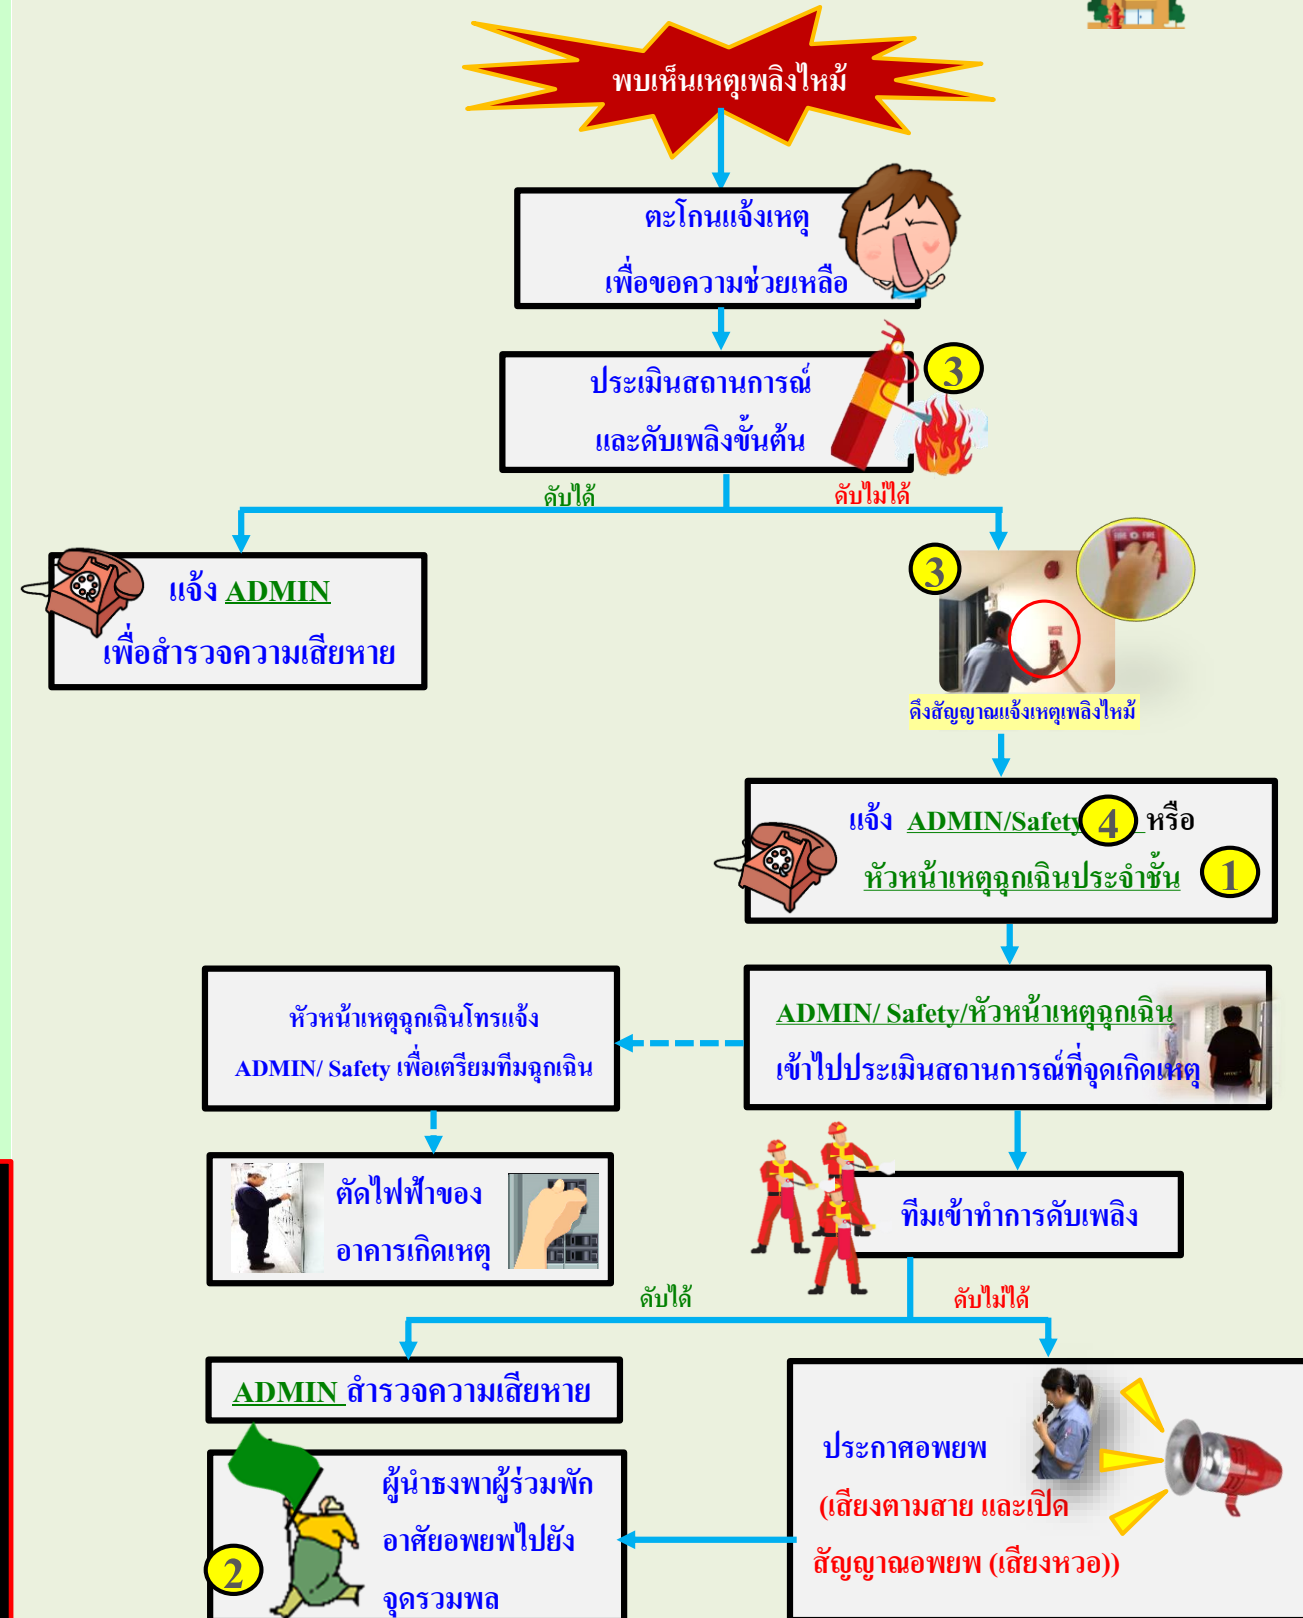 พบเห็นเหตุเพลิงไหม้
ตะโกนแจ้งเหตุ
เพื่อขอความช่วยเหลือ
ประเมินสถานการณ์
และดับเพลิงขั้นต้น
3
ดับได้
ดับไม่ได้
แจ้ง ADMIN
เพื่อสำรวจความเสียหาย
3
FIRE FIRE
ดึงสัญญาณแจ้งเหตุเพลิงไหม้
แจ้ง ADMIN/Safety 4 หรือ
หัวหน้าเหตุฉุกเฉินประจำชั้น 1
ADMIN/ Safety/หัวหน้าเหตุฉุกเฉิน
เข้าไปประเมินสถานการณ์ที่จุดเกิดเหตุ
หัวหน้าเหตุฉุกเฉินโทรแจ้ง
ADMIN/ Safety เพื่อเตรียมทีมฉุกเฉิน
ตัดไฟฟ้าของ
อาคารเกิดเหตุ
ทีมเข้าทำการดับเพลิง
ดับได้
ดับไม่ได้
ADMIN สำรวจความเสียหาย
ประกาศอพยพ
(เสียงตามสาย และเปิด
สัญญาณอพยพ (เสียงหวอ))
ผู้นำธงพาผู้ร่วมพัก
อาศัยอพยพไปยัง
จุดรวมพล
2